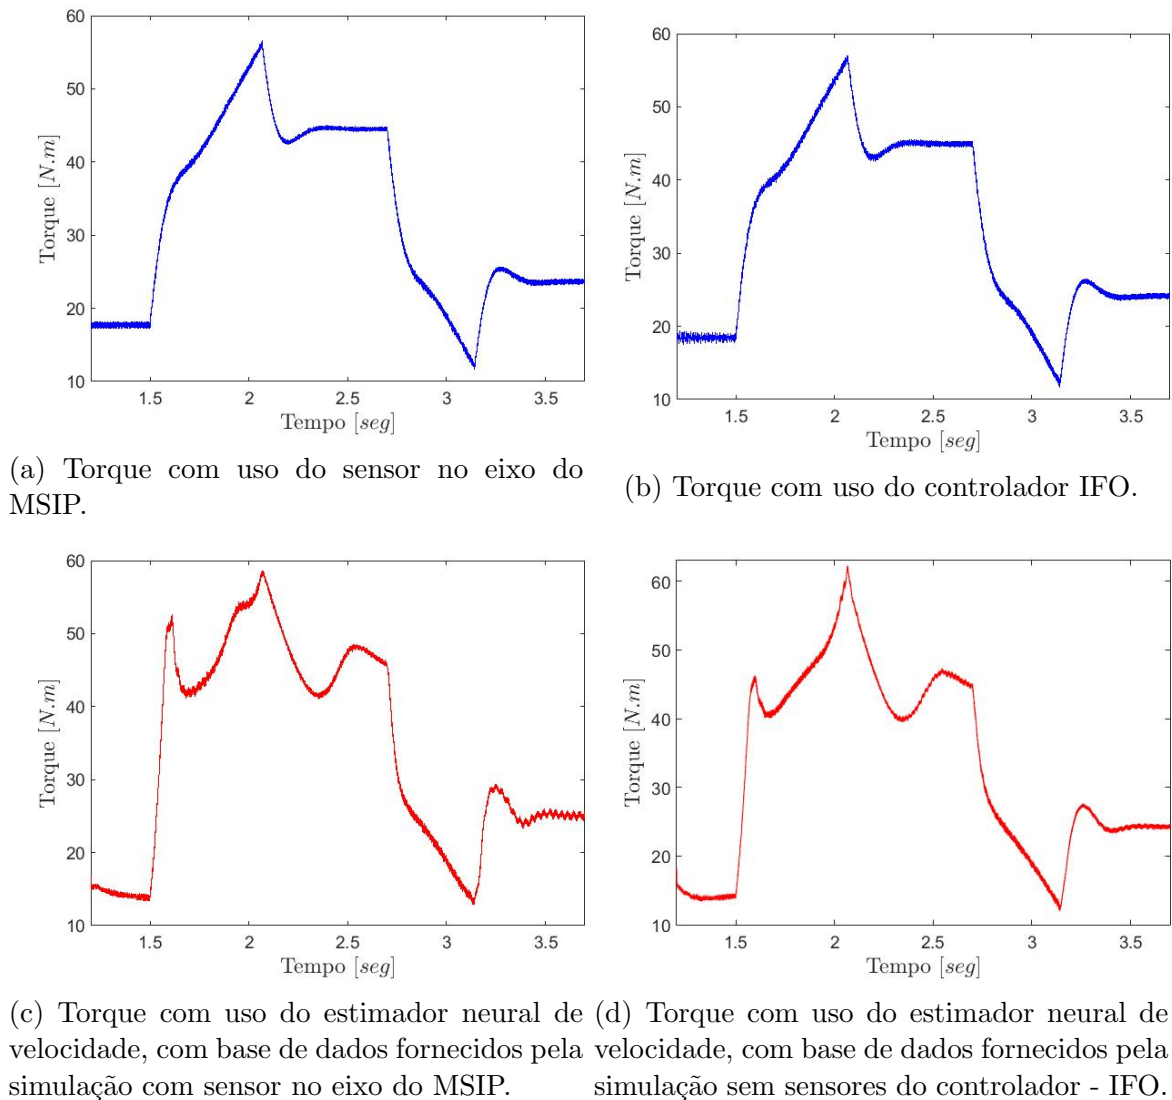 60
50
40
30
20
10
Torque [N.m]
1.5
2
2.5
3
3.5
Tempo [seg]
(a) Torque com uso do sensor no eixo do
MSIP.
60
50
40
30
20
10
Torque [N.m]
1.5
2
2.5
3
3.5
Tempo [seg]
(b) Torque com uso do controlador IFO.
60
50
40
30
20
10
Torque [N.m]
1.5
2
2.5
3
3.5
Tempo [seg]
(c) Torque com uso do estimador neural de
velocidade, com base de dados fornecidos pela
simulação com sensor no eixo do MSIP.
60
50
40
30
20
10
Torque [N.m]
1.5
2
2.5
3
3.5
Tempo [seg]
(d) Torque com uso do estimador neural de
velocidade, com base de dados fornecidos pela
simulação sem sensores do controlador - IFO.